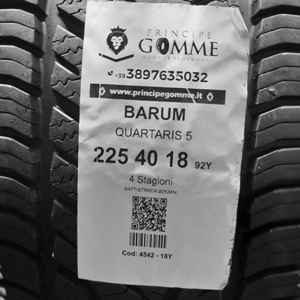 PRINCIPE
GOMME
+39 3897635032
www.principegomme.it
BARUM
QUARTARIS 5
225 40 18 92Y
4 Stagioni
Cod: 4542 - 18Y